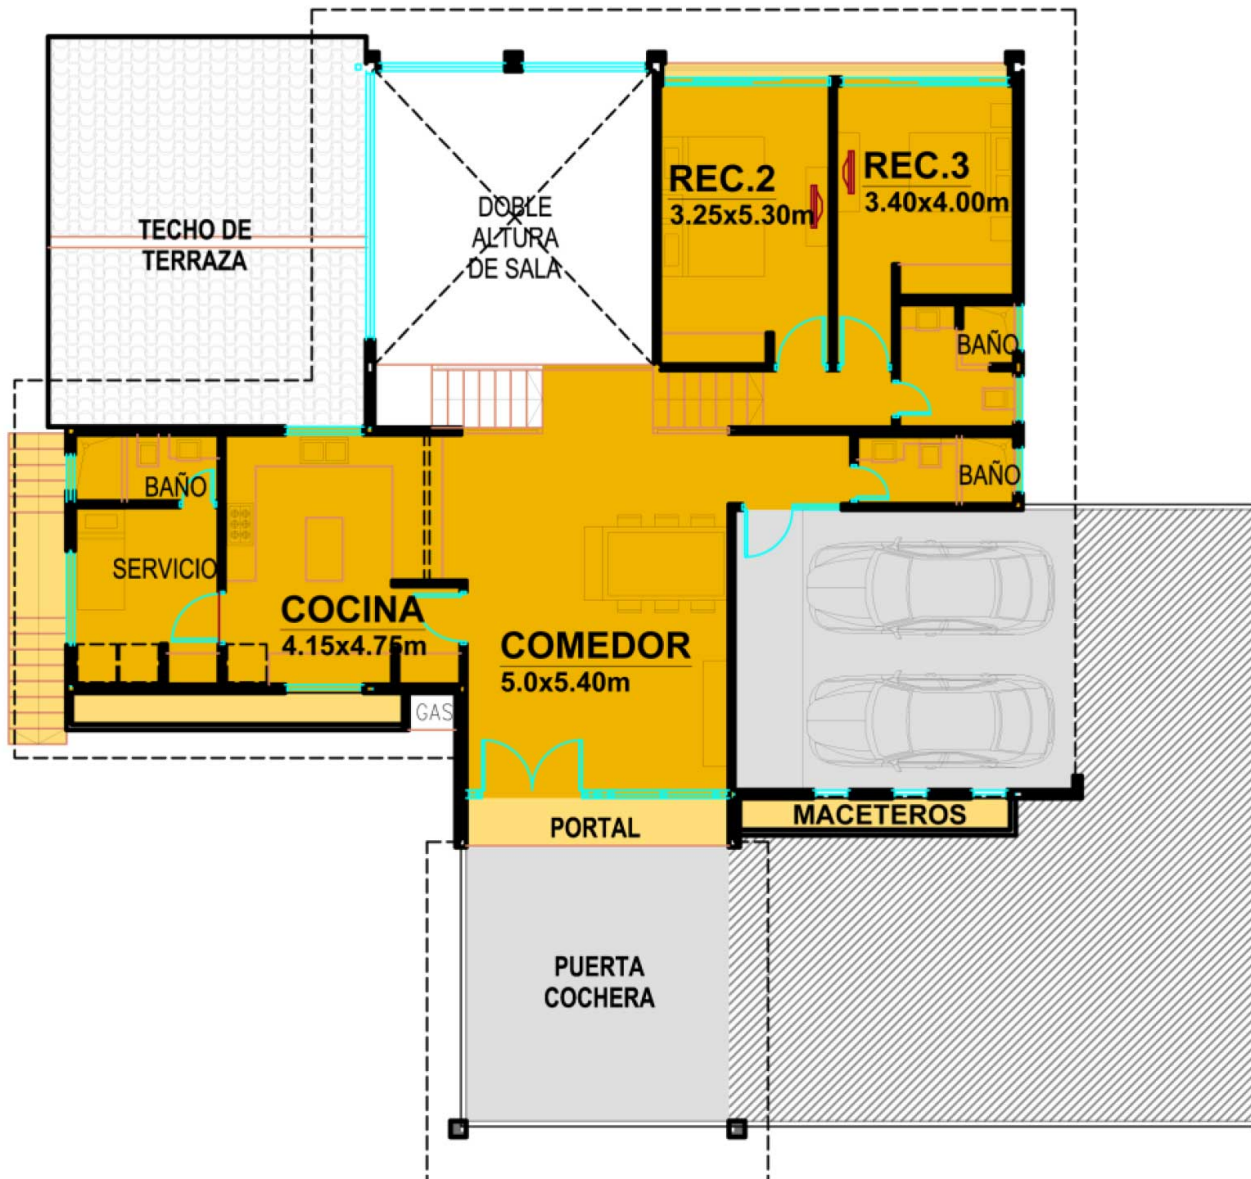 REC.2
3.25x5.30m
REC.3
3.40x4.00m
TECHO DE
TERRAZA
DOBLE
ALTURA
DE SALA
BAÑO
BAÑO
BAÑO
SERVICIO
COCINA
4.15x4.75m
COMEDOR
5.0x5.40m
GAS
PORTAL
MACETEROS
PUERTA
COCHERA